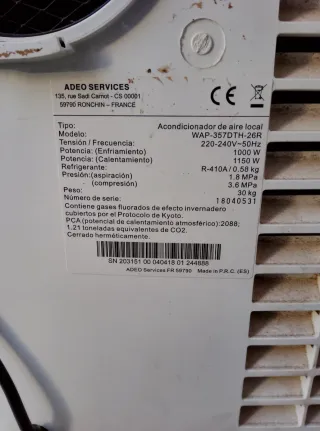 ADEO SERVICES
135, rue Sadi Carnot - CS 00001
59790 RONCHIN – FRANCE
Tipo: Acondicionador de aire local
Modelo: WAP-357DTH-26R
Tensión / Frecuencia: 220-240V~50Hz
Potencia: (Enfriamiento) 1000 W
Potencia: (Calentamiento) 1150 W
Refrigerante: R-410A / 0.58 kg
Presión:(aspiración) 1.8 MPa
(compresión) 3.6 MPa
Peso: 30 kg
Número de serie: 18040531
Contiene gases fluorados de efecto invernadero
cubiertos por el Protocolo de Kyoto.
PCA (potencial de calentamiento atmosférico):2088;
1.21 toneladas equivalentes de CO2.
Cerrado herméticamente.
SN 203151 00 040418 01 244888
ADEO Services FR 59790 Made in P.R.C. (ES)